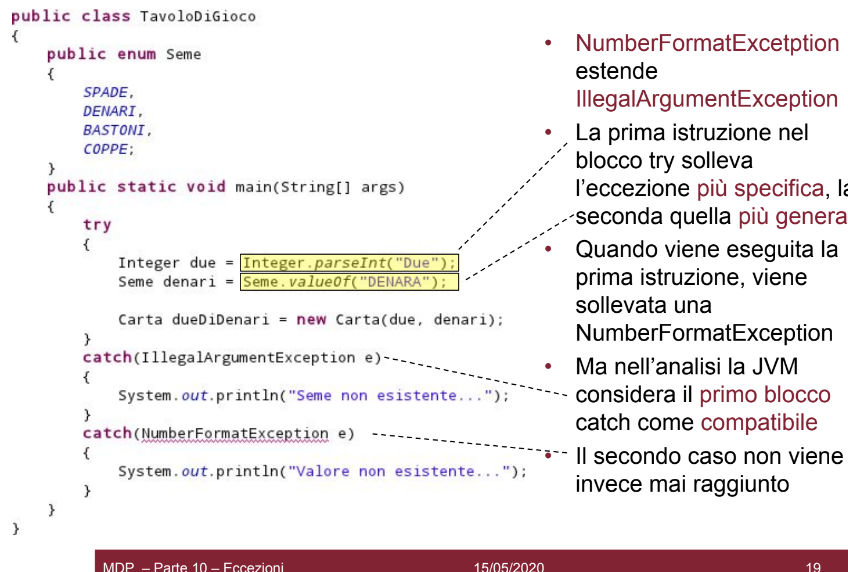 public class TavoloDiGioco
{
public enum Seme
{
SPADE,
DENARI,
BASTONI,
COPPE;
}
public static void main(String[] args)
{
try
{
Integer due = Integer.parseInt("Due");
Seme denari = Seme.valueOf("DENARA");
Carta dueDiDenari = new Carta(due, denari);
}
catch(IllegalArgumentException e)
{
System.out.println("Seme non esistente...");
}
catch(NumberFormatException e)
{
System.out.println("Valore non esistente...");
}
}
}
• NumberFormatExcetption
estende
IllegalArgumentException
• La prima istruzione nel
blocco try solleva
l’eccezione più specifica, la
seconda quella più genera
• Quando viene eseguita la
prima istruzione, viene
sollevata una
NumberFormatException
• Ma nell’analisi la JVM
considera il primo blocco
catch come compatibile
• Il secondo caso non viene
invece mai raggiunto
MDP – Parte 10 – Eccezioni 15/05/2020 19